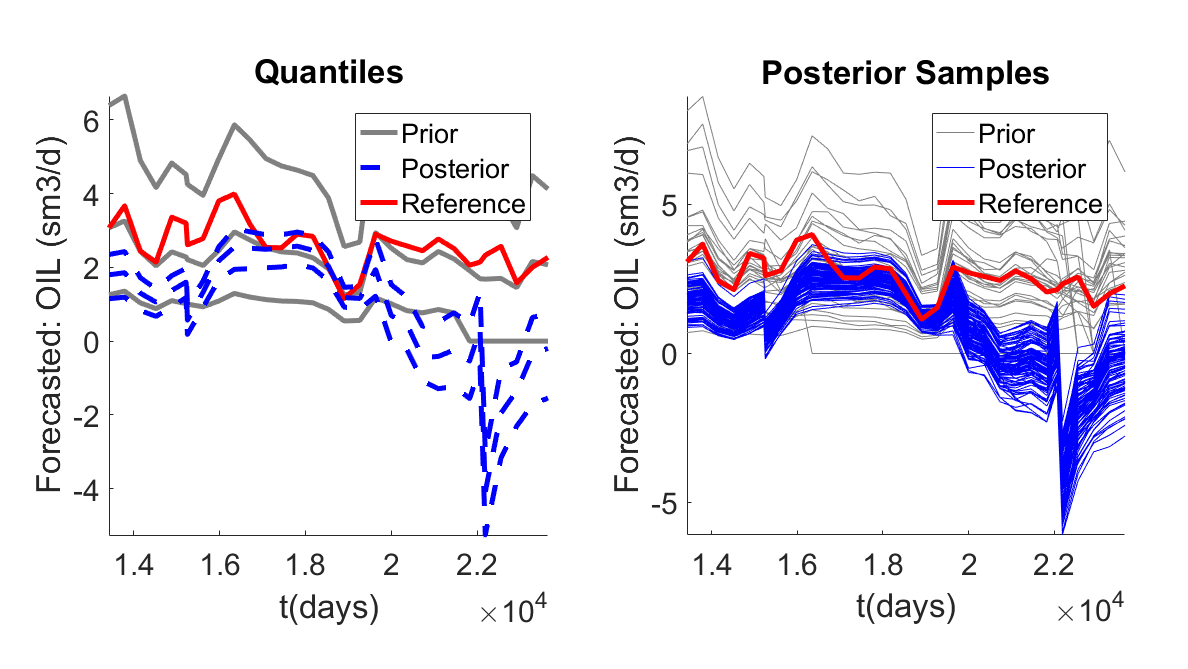 Quantiles
Forecasted: OIL (sm3/d)
6
4
2
0
-2
-4
Prior
Posterior
Reference
1.4
1.6
1.8
2
2.2
t(days)
×10^4
Posterior Samples
Forecasted: OIL (sm3/d)
5
0
-5
Prior
Posterior
Reference
1.4
1.6
1.8
2
2.2
t(days)
×10^4